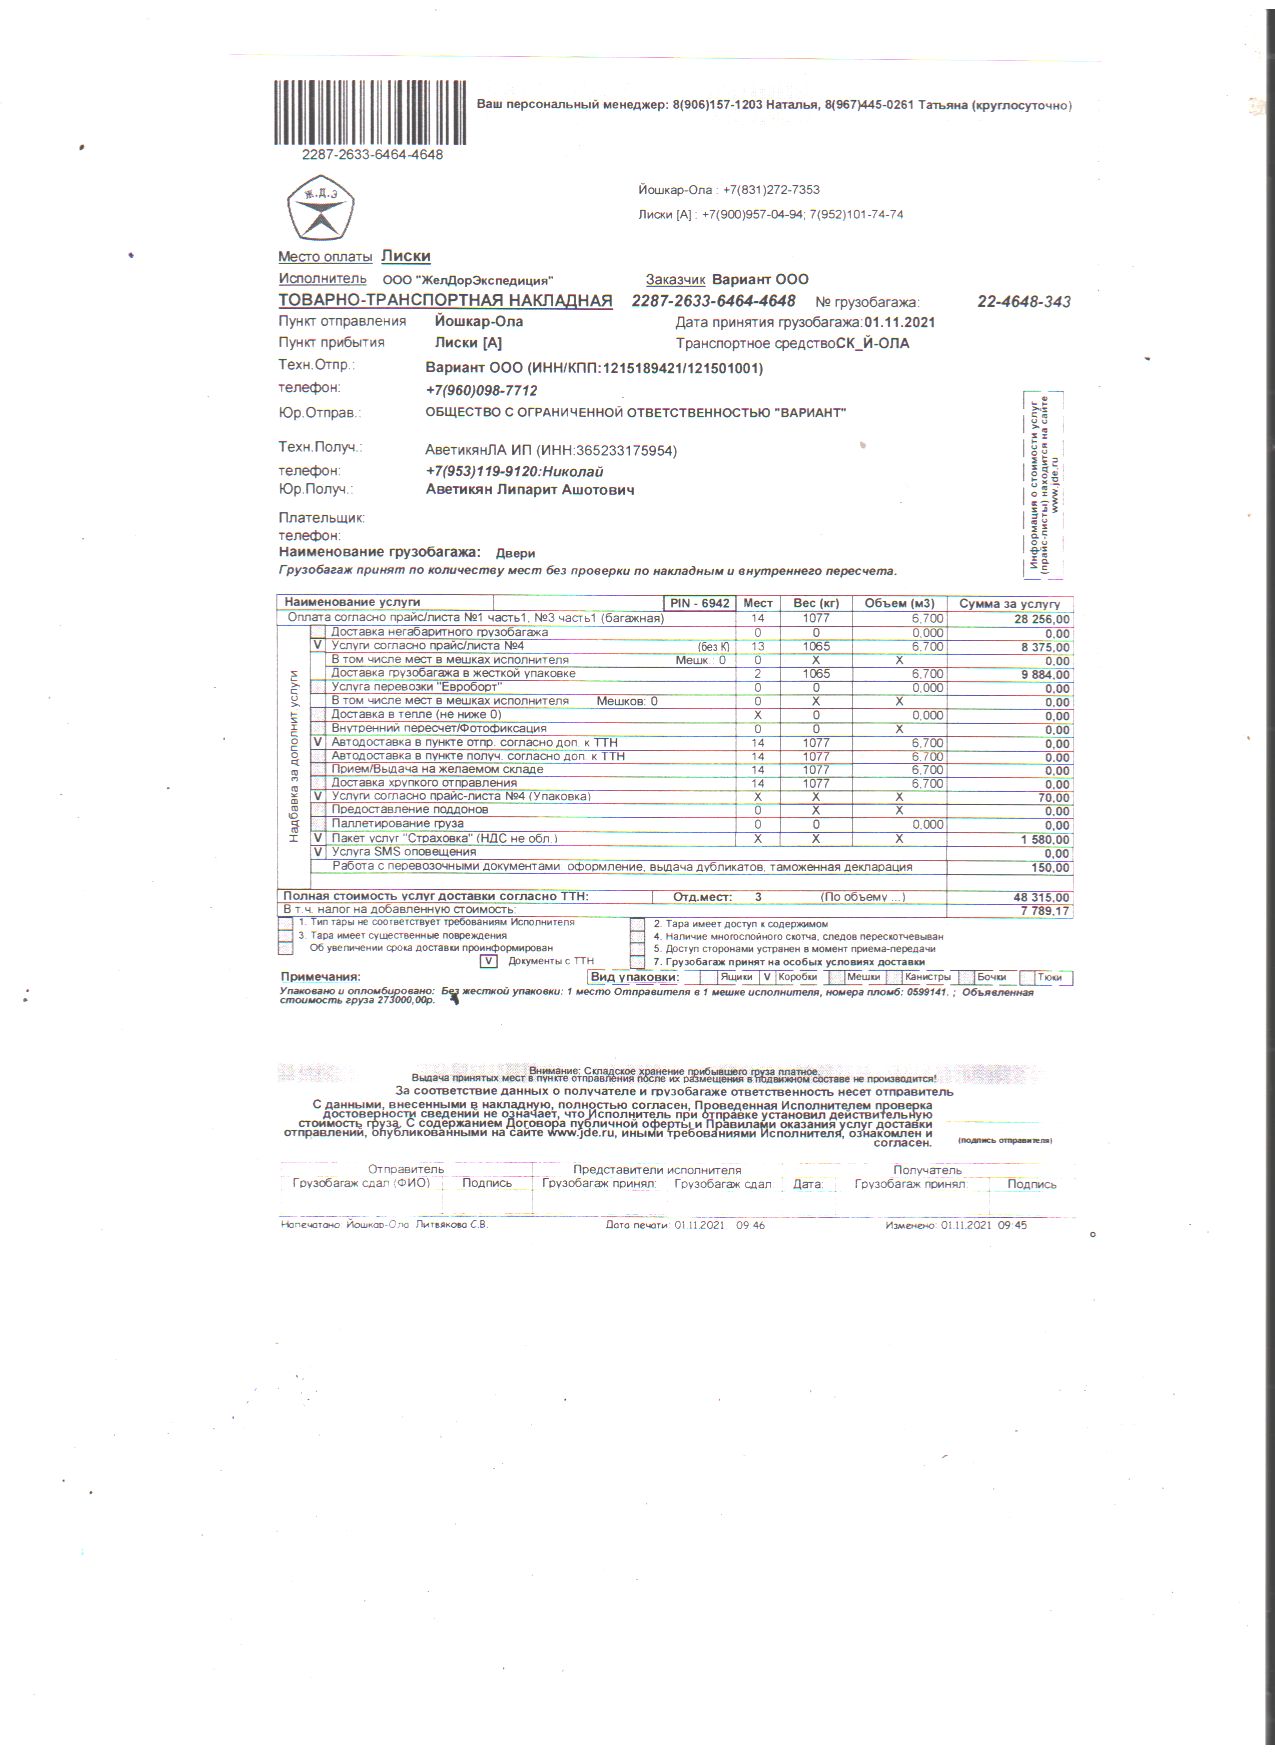 Ваш персональный менеджер: 8(906)157-1203 Наталья, 8(967)445-0261 Татьяна (круглосуточно)
2287-2633-6464-4648
Ж.Д.Э
Йошкар-Ола : +7(831)272-7353
Лиски [А] : +7(900)957-04-94; 7(952)101-74-74
Место оплаты Лиски
Исполнитель ООО "ЖелДорЭкспедиция" Заказчик Вариант ООО
ТОВАРНО-ТРАНСПОРТНАЯ НАКЛАДНАЯ 2287-2633-6464-4648 № грузобагажа: 22-4648-343
Пункт отправления Йошкар-Ола Дата принятия грузобагажа:01.11.2021
Пункт прибытия Лиски [А] Транспортное средствоСК_Й-ОЛА
Техн.Отпр.: Вариант ООО (ИНН/КПП:1215189421/121501001)
телефон: +7(960)098-7712
Юр.Отправ.: ОБЩЕСТВО С ОГРАНИЧЕННОЙ ОТВЕТСТВЕННОСТЬЮ "ВАРИАНТ"
Техн.Получ.: АветикянЛА ИП (ИНН:365233175954)
телефон: +7(953)119-9120:Николай
Юр.Получ.: Аветикян Липарит Ашотович
Плательщик:
телефон:
Информация о стоимости услуг
(прайс-листы) находится на сайте
www.jde.ru
Наименование грузобагажа: Двери
Грузобагаж принят по количеству мест без проверки по накладным и внутреннего пересчета.
Наименование услуги PIN - 6942 Мест Вес (кг) Объем (м3) Сумма за услугу
Оплата согласно прайс/листа №1 часть1, №3 часть1 (багажная) 14 1077 6,700 28 256,00
Надбавка за дополнит услуги
Доставка негабаритного грузобагажа 0 0 0,000 0,00
V Услуги согласно прайс/листа №4 (без К) 13 1065 6,700 8 375,00
В том числе мест в мешках исполнителя Мешк.: 0 0 X X 0,00
Доставка грузобагажа в жесткой упаковке 2 1065 6,700 9 884,00
Услуга перевозки "Евроборт" 0 0 0,000 0,00
В том числе мест в мешках исполнителя Мешков: 0 0 X X 0,00
Доставка в тепле (не ниже 0) X 0 0,000 0,00
Внутренний пересчет/Фотофиксация 0 0 X 0,00
V Автодоставка в пункте отпр. согласно доп. к ТТН 14 1077 6,700 0,00
Автодоставка в пункте получ. согласно доп. к ТТН 14 1077 6,700 0,00
Прием/Выдача на желаемом складе 14 1077 6,700 0,00
Доставка хрупкого отправления 14 1077 6,700 0,00
V Услуги согласно прайс-листа №4 (Упаковка) X X X 70,00
Предоставление поддонов 0 X X 0,00
Паллетирование груза 0 0 0,000 0,00
V Пакет услуг "Страховка" (НДС не обл.) X X X 1 580,00
V Услуга SMS оповещения 0,00
Работа с перевозочными документами оформление, выдача дубликатов, таможенная декларация 150,00
Полная стоимость услуг доставки согласно ТТН: Отд.мест: 3 (По объему ...) 48 315,00
В т.ч. налог на добавленную стоимость: 7 789,17
1. Тип тары не соответствует требованиям Исполнителя 2. Тара имеет доступ к содержимом
3. Тара имеет существенные повреждения 4. Наличие многослойного скотча, следов перескотчеван
Об увеличении срока доставки проинформирован 5. Доступ сторонами устранен в момент приема-передачи
V Документы с ТТН 7. Грузобагаж принят на особых условиях доставки
Примечания: Вид упаковки: Ящики V Коробки Мешки Канистры Бочки Тюки
Упаковано и опломбировано: Без жесткой упаковки: 1 место Отправителя в 1 мешке исполнителя, номера пломб: 0599141. ; Объявленная
стоимость груза 273000,00р.
Внимание: Складское хранение прибывшего груза платное.
Выдача принятых мест в пункте отправления после их размещения в подвижном составе не производится!
За соответствие данных о получателе и грузобагаже ответственность несет отправитель
С данными, внесенными в накладную, полностью согласен, Проведенная Исполнителем проверка
достоверности сведений не означает, что Исполнитель при отправке установил действительную
стоимость груза. С содержанием Договора публичной оферты и Правилами оказания услуг доставки
отправлений, опубликованными на сайте www.jde.ru, иными требованиями Исполнителя, ознакомлен и
согласен. (подпись отправителя)
Отправитель Представители исполнителя Получатель
Грузобагаж сдал (ФИО) Подпись Грузобагаж принял: Грузобагаж сдал Дата: Грузобагаж принял: Подпись
Напечатано: Йошкар-Ола Литвякова С.В. Дата печати: 01.11.2021 09:46 Изменено: 01.11.2021 09:45